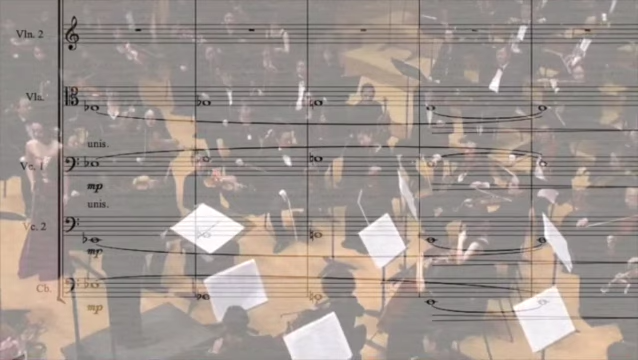 Vln. 2
Vla.
unis.
Vc. 1
mp
unis.
Vc. 2
mp
Cb.
mp